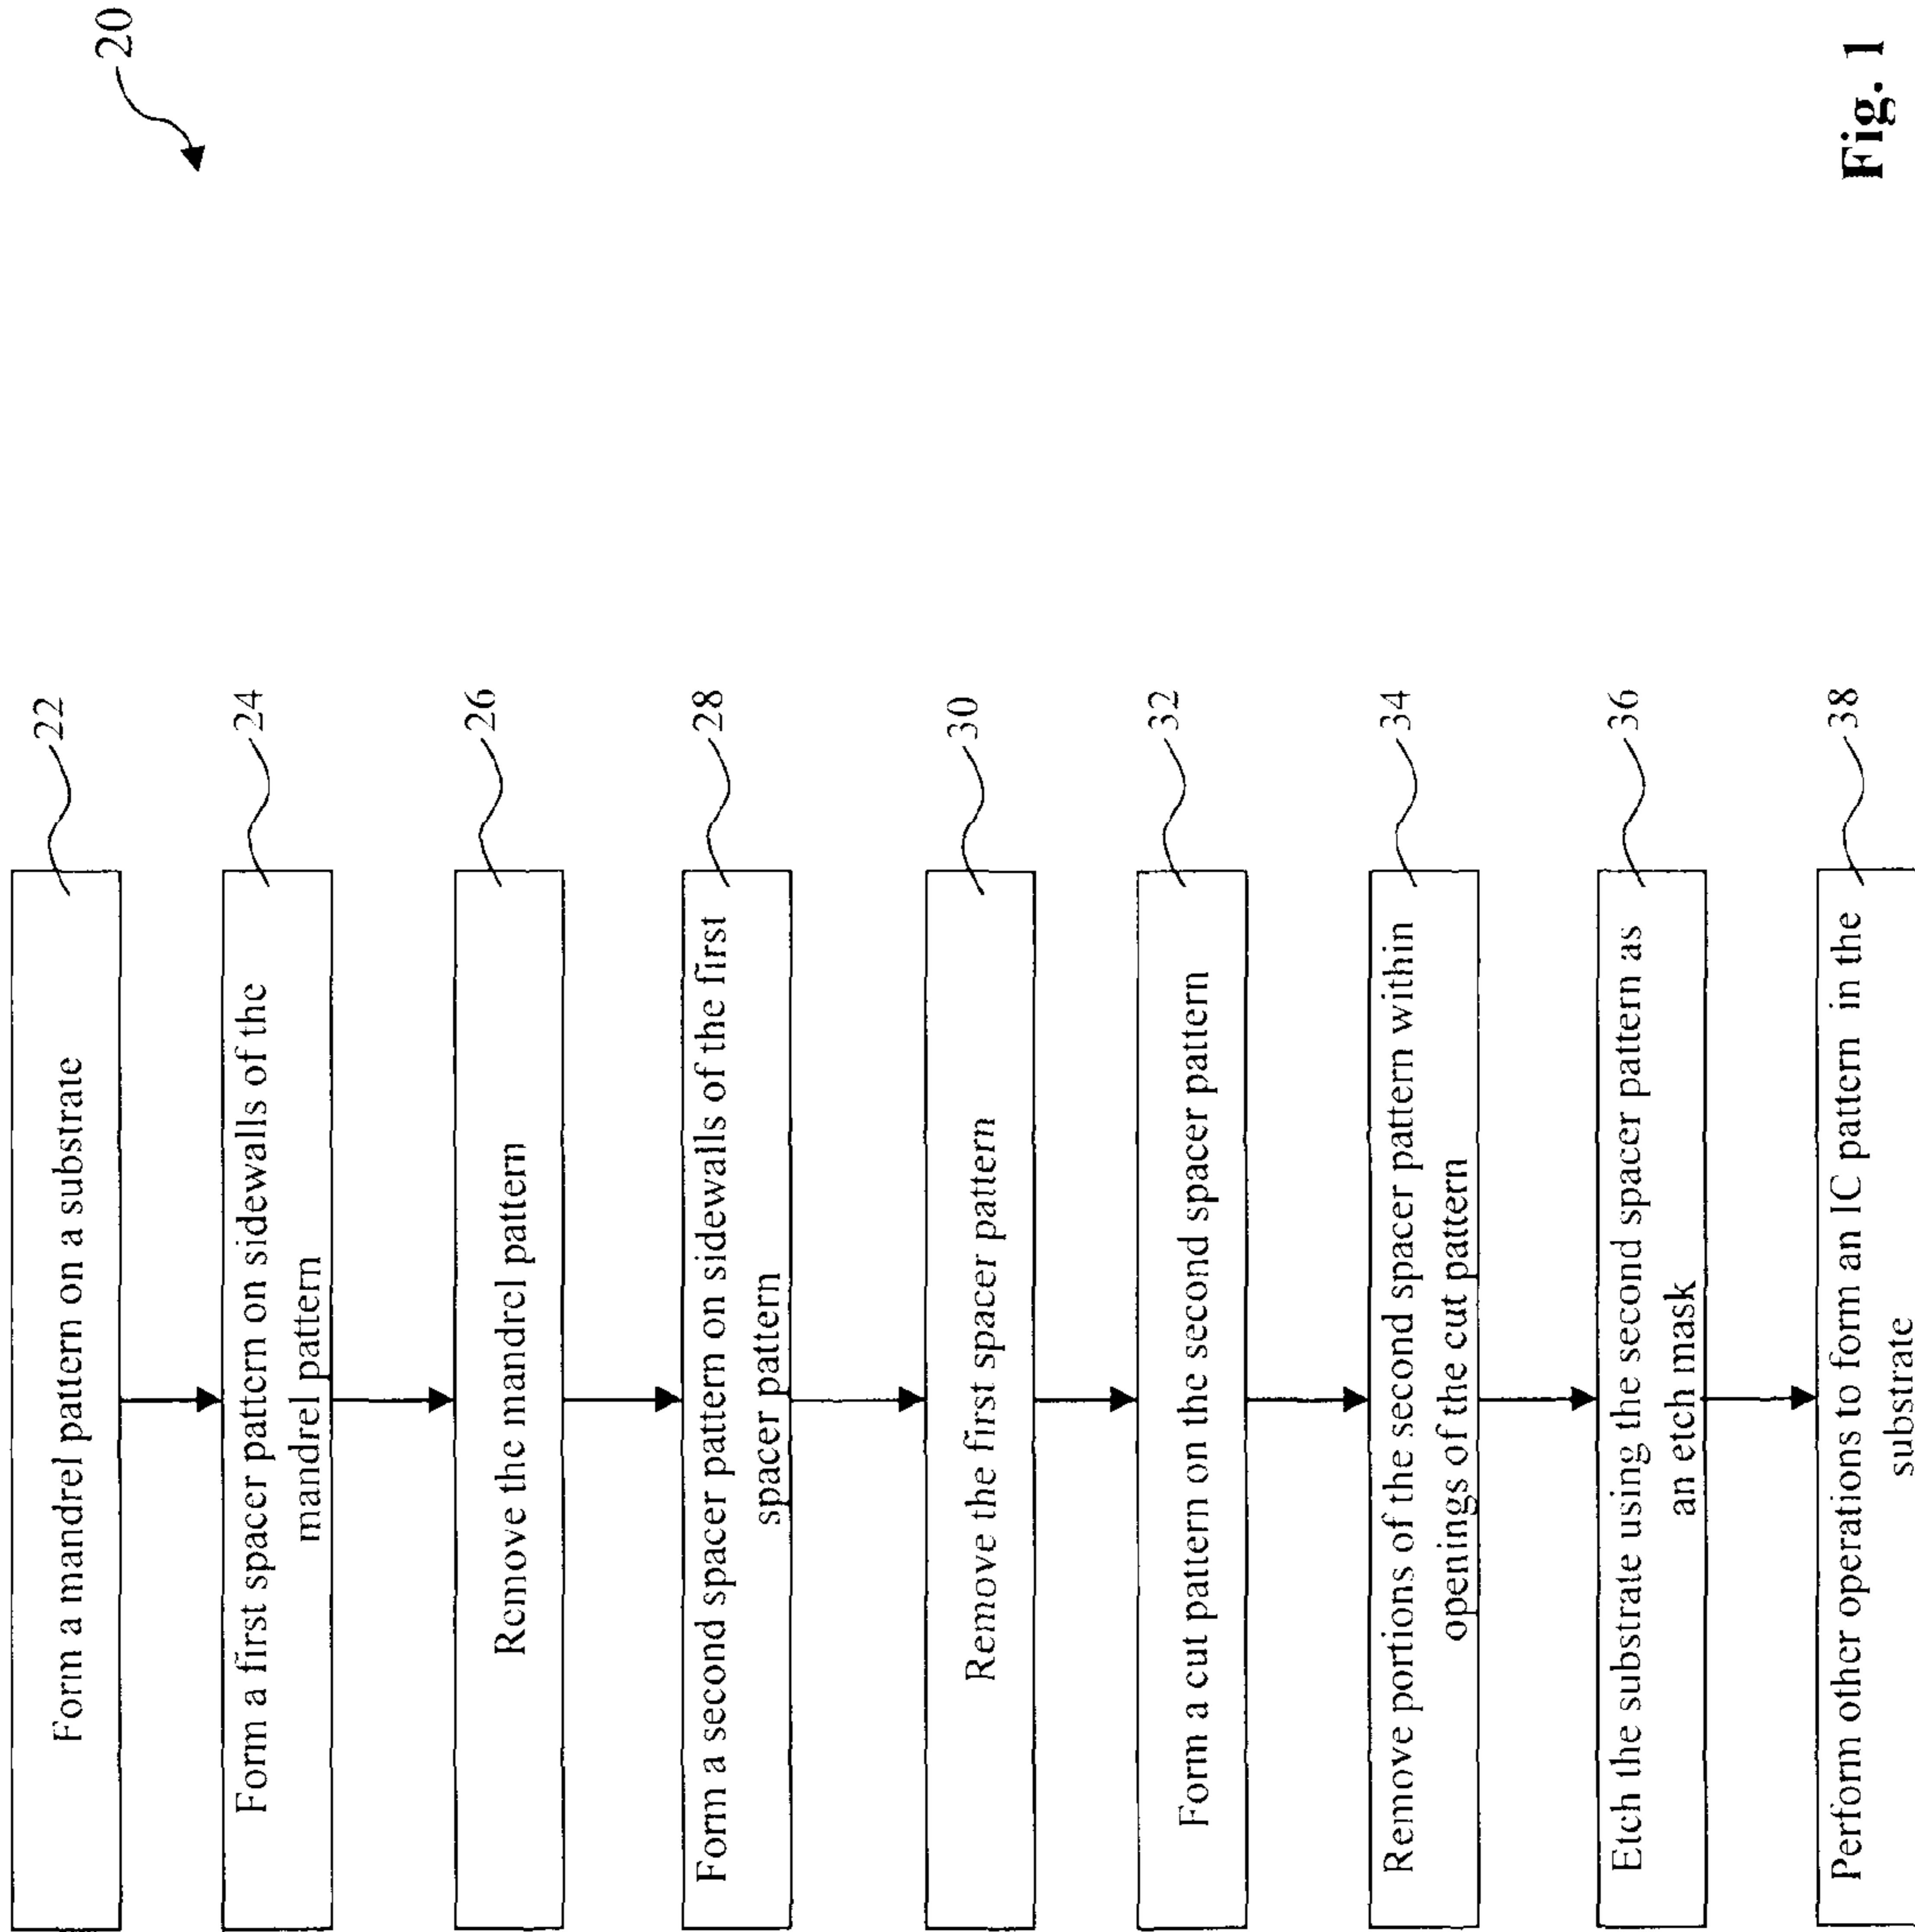 20
Form a mandrel pattern on a substrate
22
Form a first spacer pattern on sidewalls of the
mandrel pattern
24
Remove the mandrel pattern
26
Form a second spacer pattern on sidewalls of the first
spacer pattern
28
Remove the first spacer pattern
30
Form a cut pattern on the second spacer pattern
32
Remove portions of the second spacer pattern within
openings of the cut pattern
34
Etch the substrate using the second spacer pattern as
an etch mask
36
Perform other operations to form an IC pattern in the
substrate
38
Fig. 1